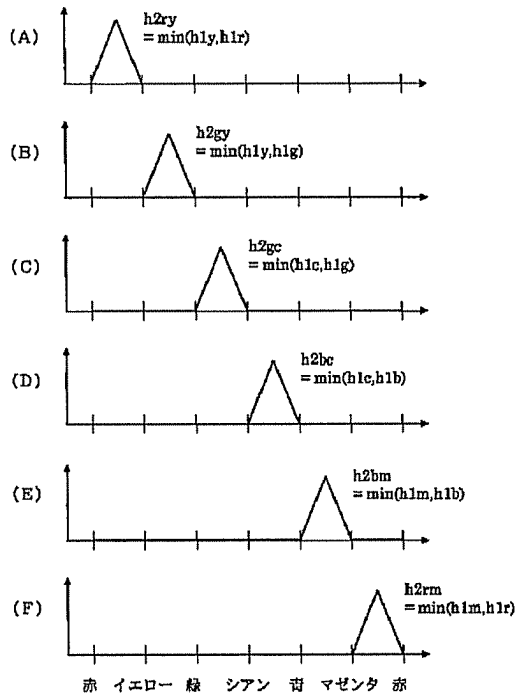 (A)
h2ry
= min(h1y,h1r)
(B)
h2gy
= min(h1y,h1g)
(C)
h2gc
= min(h1c,h1g)
(D)
h2bc
= min(h1c,h1b)
(E)
h2bm
= min(h1m,h1b)
(F)
h2rm
= min(h1m,h1r)
赤 イエロー 緑 シアン 青 マゼンタ 赤